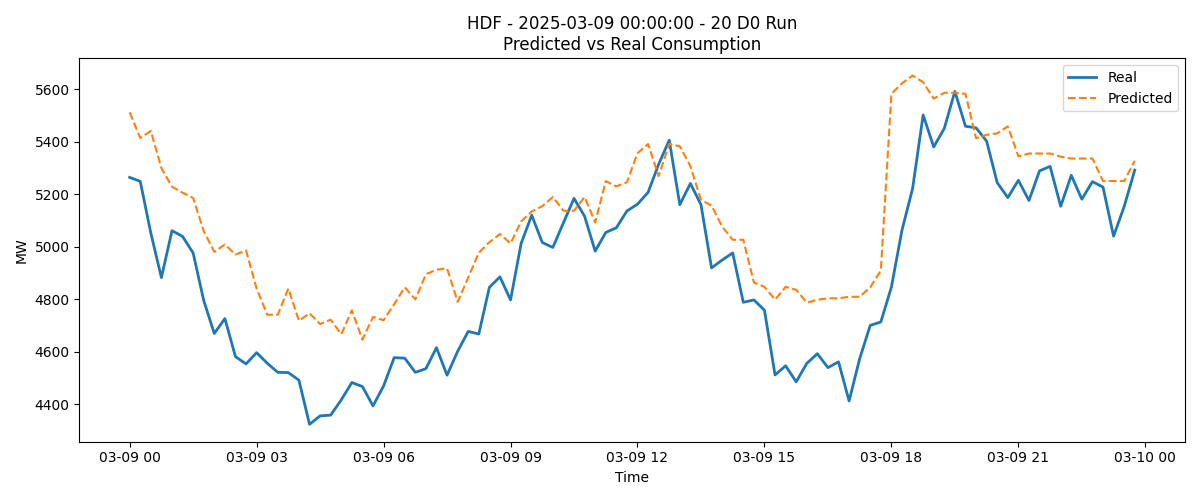 HDF - 2025-03-09 00:00:00 - 20 D0 Run
Predicted vs Real Consumption
Real
Predicted
MW
5600
5400
5200
5000
4800
4600
4400
03-09 00
03-09 03
03-09 06
03-09 09
03-09 12
03-09 15
03-09 18
03-09 21
03-10 00
Time